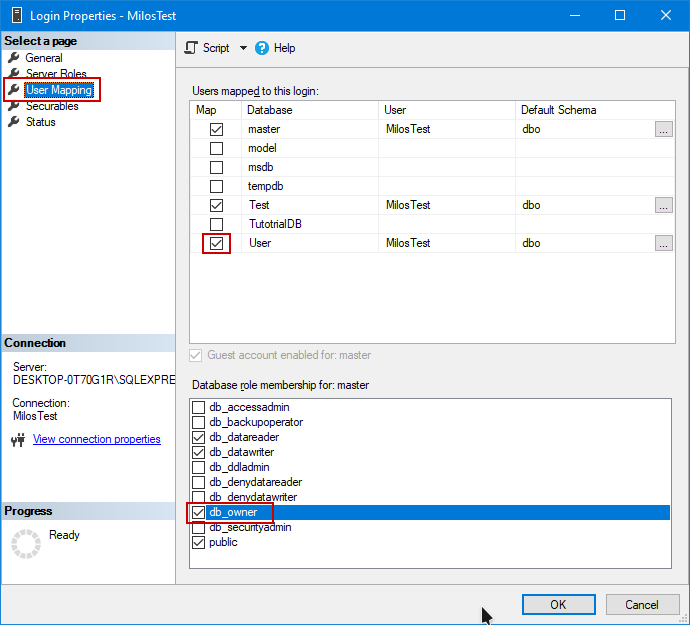 Login Properties - MilosTest
Select a page
General
Server Roles
User Mapping
Securables
Status
Script
Help
Users mapped to this login:
Map Database User Default Schema
master MilosTest dbo ...
model
msdb
tempdb
Test MilosTest dbo ...
TutotrialDB
User MilosTest dbo ...
Guest account enabled for: master
Database role membership for: master
db_accessadmin
db_backupoperator
db_datareader
db_datawriter
db_ddladmin
db_denydatareader
db_denydatawriter
db_owner
db_securityadmin
public
Connection
Server:
DESKTOP-0T70G1R\SQLEXPRE
Connection:
MilosTest
View connection properties
Progress
Ready
OK Cancel